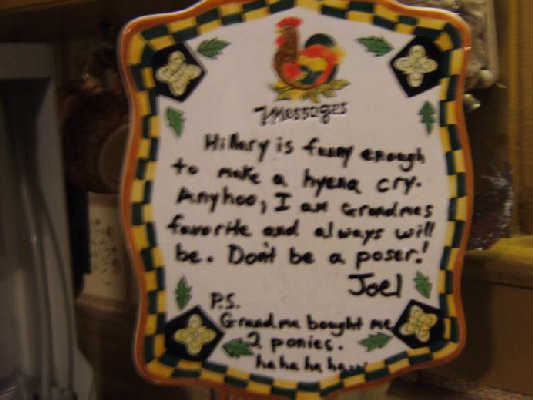 Messages
Hillary is funny enough
to make a hyena cry.
Anyhoo, I am Grandmas
favorite and always will
be. Don't be a poser!
Joel
P.S.
Grandma bought me
2 ponies.
ha ha ha ha...